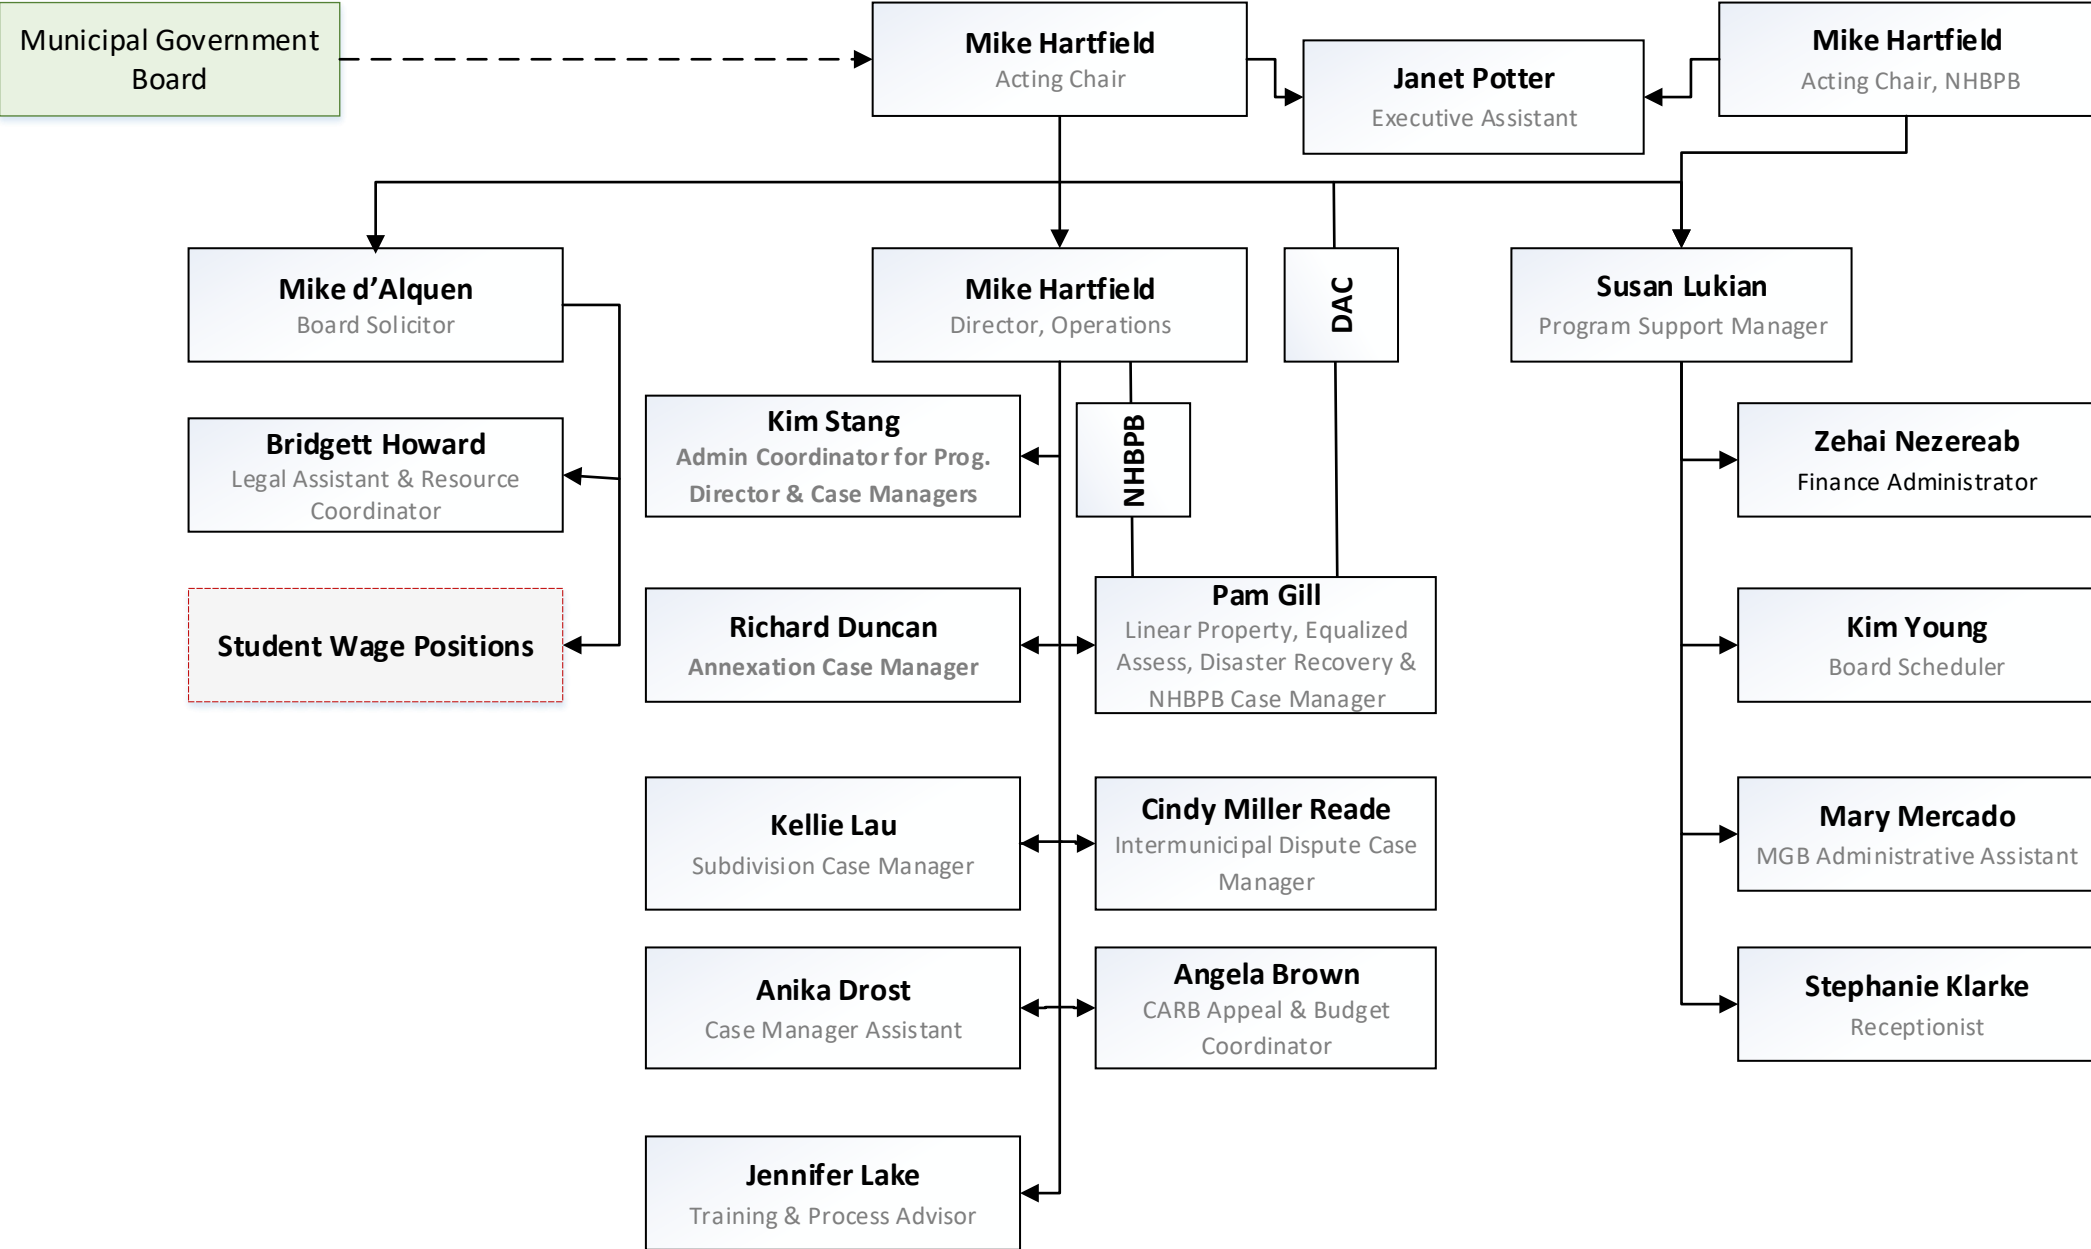 Municipal Government
Board
Mike Hartfield
Acting Chair
Janet Potter
Executive Assistant
Mike Hartfield
Acting Chair, NHBPB
Mike d’Alquen
Board Solicitor
Mike Hartfield
Director, Operations
DAC
Susan Lukian
Program Support Manager
Bridgett Howard
Legal Assistant & Resource
Coordinator
Kim Stang
Admin Coordinator for Prog.
Director & Case Managers
NHBPB
Zehai Nezereab
Finance Administrator
Student Wage Positions
Richard Duncan
Annexation Case Manager
Pam Gill
Linear Property, Equalized
Assess, Disaster Recovery &
NHBPB Case Manager
Kim Young
Board Scheduler
Kellie Lau
Subdivision Case Manager
Cindy Miller Reade
Intermunicipal Dispute Case
Manager
Mary Mercado
MGB Administrative Assistant
Anika Drost
Case Manager Assistant
Angela Brown
CARB Appeal & Budget
Coordinator
Stephanie Klarke
Receptionist
Jennifer Lake
Training & Process Advisor